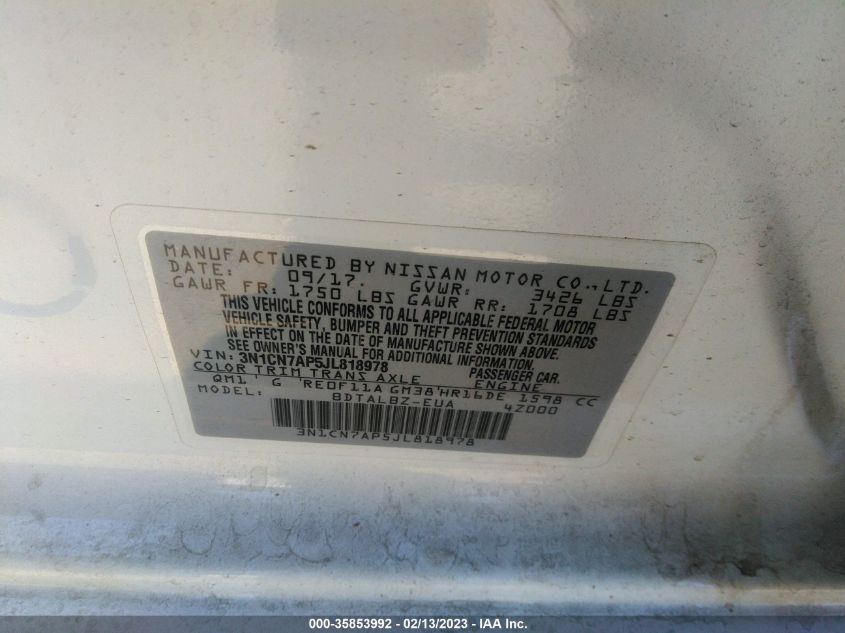 MANUFACTURED BY NISSAN MOTOR CO., LTD.
DATE: 09/17. GVWR: 3426 LBS
GAWR FR: 1750 LBS GAWR RR: 1708 LBS
THIS VEHICLE CONFORMS TO ALL APPLICABLE FEDERAL MOTOR
VEHICLE SAFETY, BUMPER AND THEFT PREVENTION STANDARDS
IN EFFECT ON THE DATE OF MANUFACTURE SHOWN ABOVE.
SEE OWNER'S MANUAL FOR ADDITIONAL INFORMATION.
VIN: 3N1CN7AP5JL818978 PASSENGER CAR
COLOR TRIM TRANS AXLE ENGINE
QM1 ' G 'RE0F11A GM38'HR16DE 1598 CC
MODEL: BDTALBZ-EUA 4Z000
3N1CN7AP5JL818978
000-35853992 - 02/13/2023 - IAA Inc.